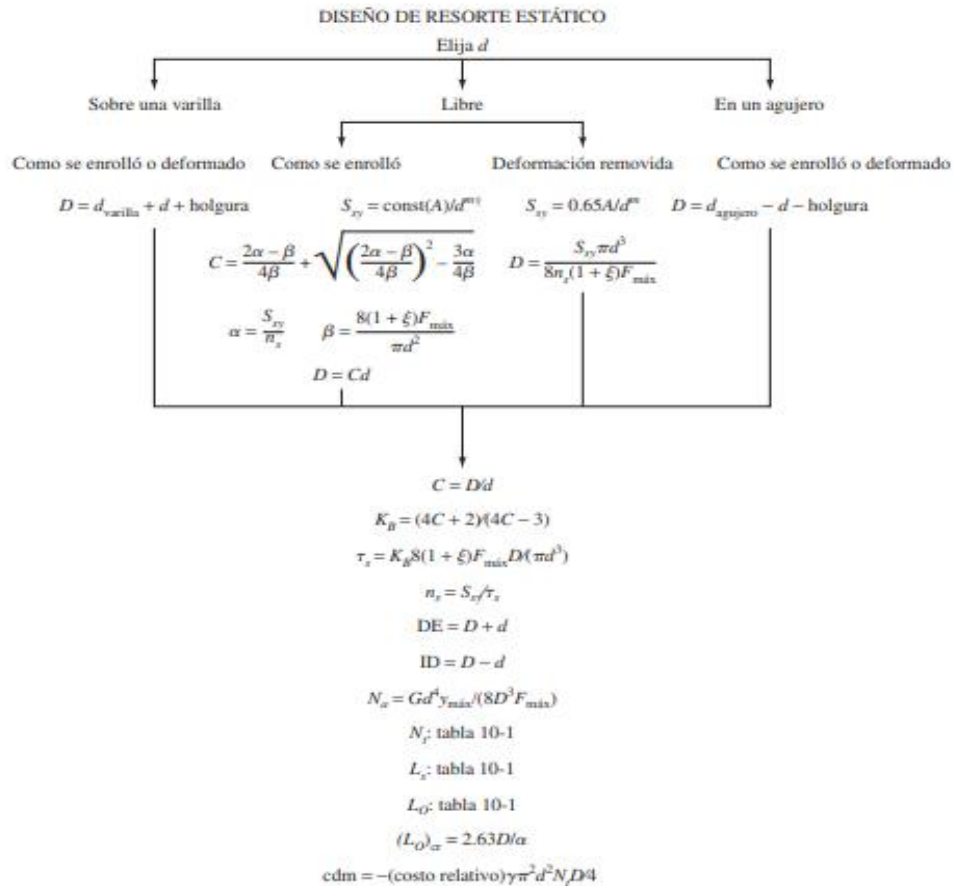 DISEÑO DE RESORTE ESTÁTICO
Elija d
Sobre una varilla
Libre
En un agujero
Como se enrolló o deformado
Como se enrolló
Deformación removida
Como se enrolló o deformado
D = d_varilla + d + holgura
S_sy = const(A)/d^m†
S_sy = 0.65A/d^m
D = d_agujero − d − holgura
C = (2α − β)/(4β) + √(((2α − β)/(4β))² − 3α/(4β))
D = S_sy πd³/(8n_s(1 + ξ)F_máx)
α = S_sy/n_s
β = 8(1 + ξ)F_máx/(πd²)
D = Cd
C = D/d
K_B = (4C + 2)/(4C − 3)
τ_s = K_B8(1 + ξ)F_máxD/(πd³)
n_s = S_sy/τ_s
DE = D + d
ID = D − d
N_a = Gd⁴y_máx/(8D³F_máx)
N_t: tabla 10-1
L_s: tabla 10-1
L_O: tabla 10-1
(L_O)_cr = 2.63D/α
cdm = −(costo relativo)γπ²d²N_tD/4